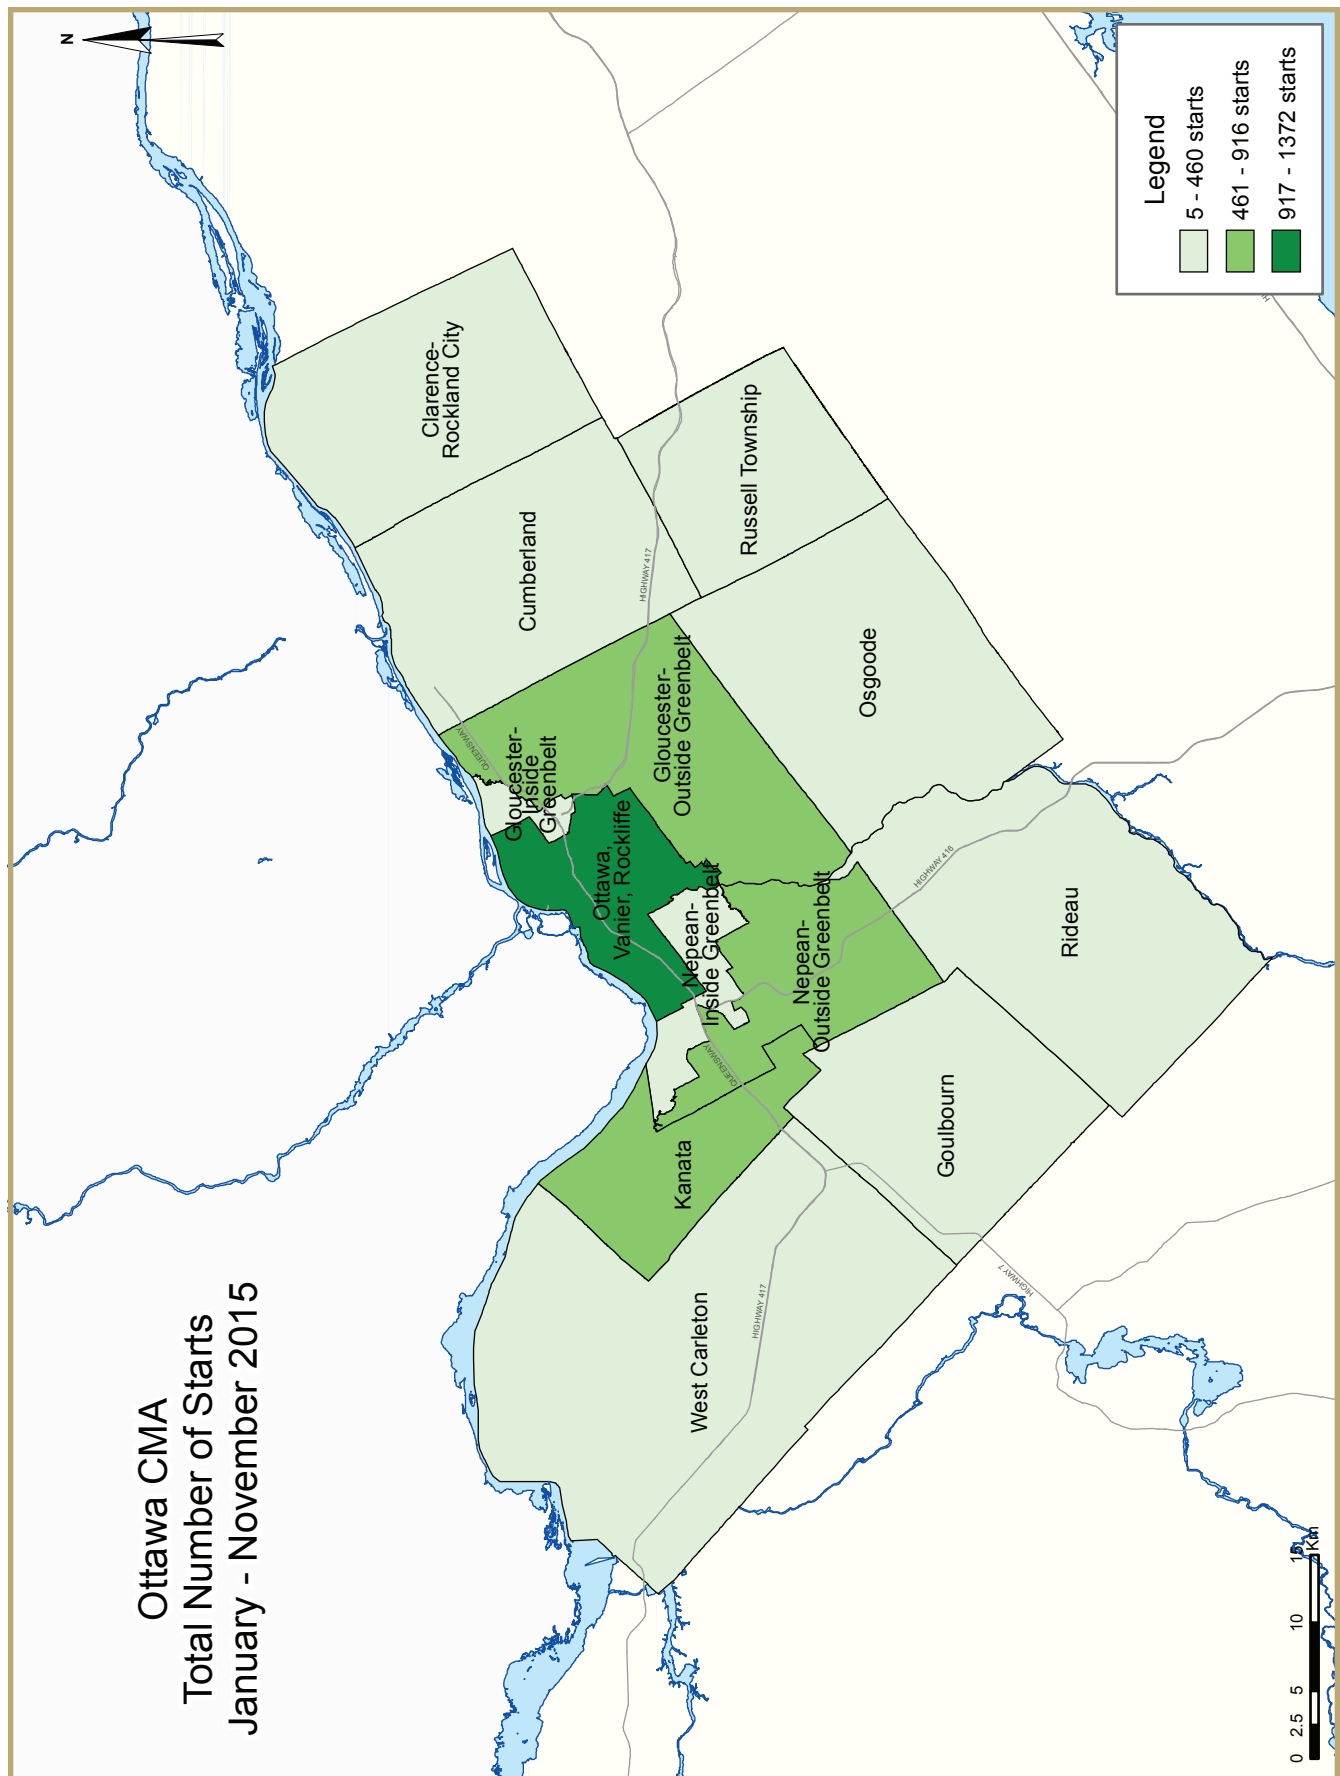 Ottawa CMA
Total Number of Starts
January - November 2015
N
Legend
5 - 460 starts
461 - 916 starts
917 - 1372 starts
Clarence-
Rockland City
Cumberland
Russell Township
HIGHWAY 417
QUEENSWAY
Gloucester-
Inside
Greenbelt
Gloucester-
Outside Greenbelt
Osgoode
Ottawa,
Vanier, Rockliffe
Nepean-
Inside Greenbelt
Nepean-
Outside Greenbelt
HIGHWAY 416
Rideau
QUEENSWAY
Kanata
Goulbourn
West Carleton
HIGHWAY 417
HIGHWAY 7
H
0 2.5 5 10 15
Km